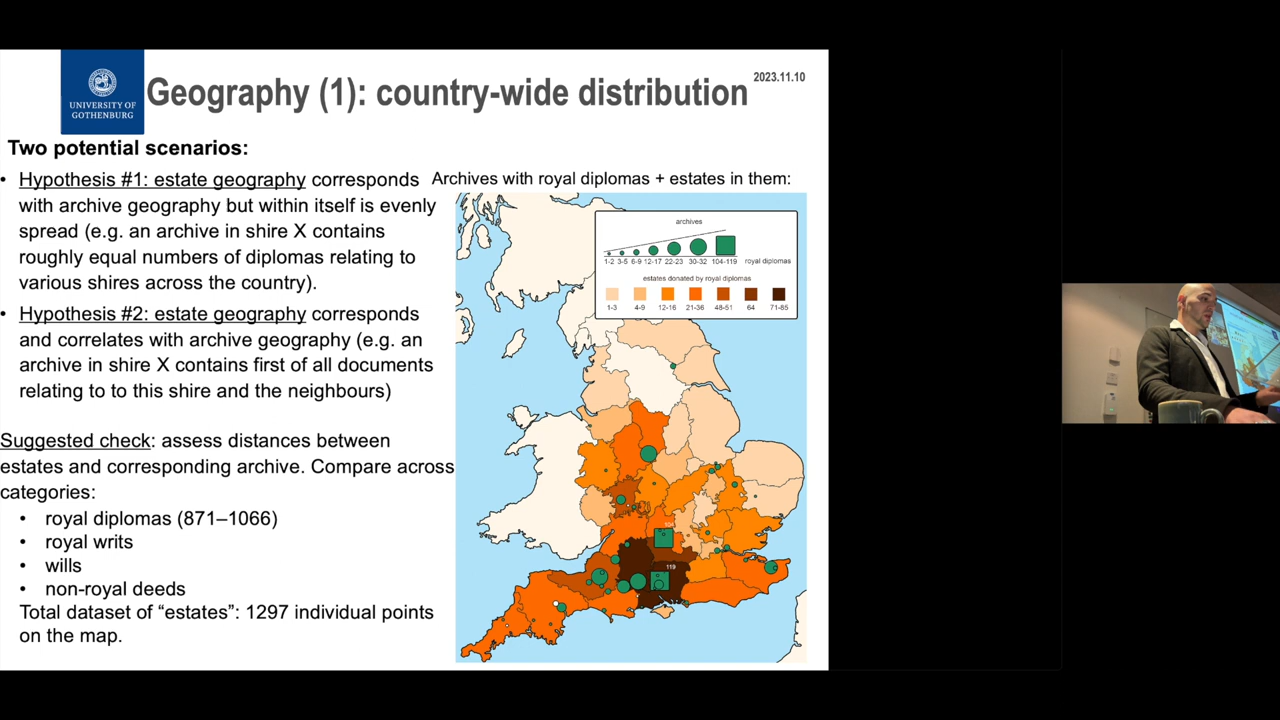 UNIVERSITY OF
GOTHENBURG
Geography (1): country-wide distribution
2023.11.10
Two potential scenarios:
• Hypothesis #1: estate geography corresponds
with archive geography but within itself is evenly
spread (e.g. an archive in shire X contains
roughly equal numbers of diplomas relating to
various shires across the country).
• Hypothesis #2: estate geography corresponds
and correlates with archive geography (e.g. an
archive in shire X contains first of all documents
relating to to this shire and the neighbours)
Suggested check: assess distances between
estates and corresponding archive. Compare across
categories:
• royal diplomas (871–1066)
• royal writs
• wills
• non-royal deeds
Total dataset of “estates”: 1297 individual points
on the map.
Archives with royal diplomas + estates in them:
archives
1-2 3-5 6-9 12-17 22-23 30-32 104-119 royal diplomas
estates donated by royal diplomas
1-3 4-9 12-16 21-36 48-51 64 71-85
104
119